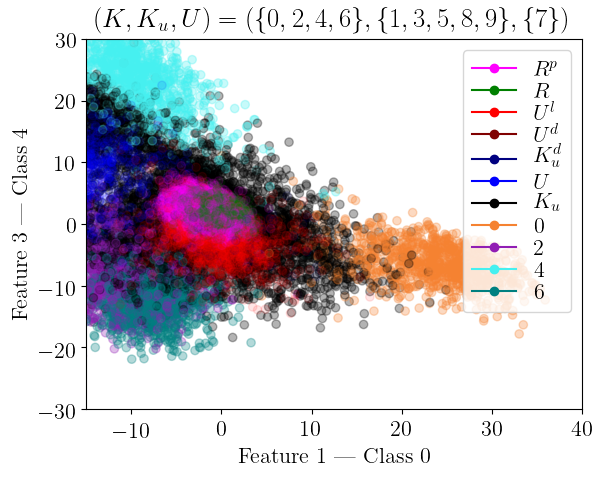 (K, K_u, U) = ({0, 2, 4, 6}, {1, 3, 5, 8, 9}, {7})
30
20
10
0
−10
−20
−30
Feature 3 — Class 4
R^p
R
U^l
U^d
K_u^d
U
K_u
0
2
4
6
−10
0
10
20
30
40
Feature 1 — Class 0